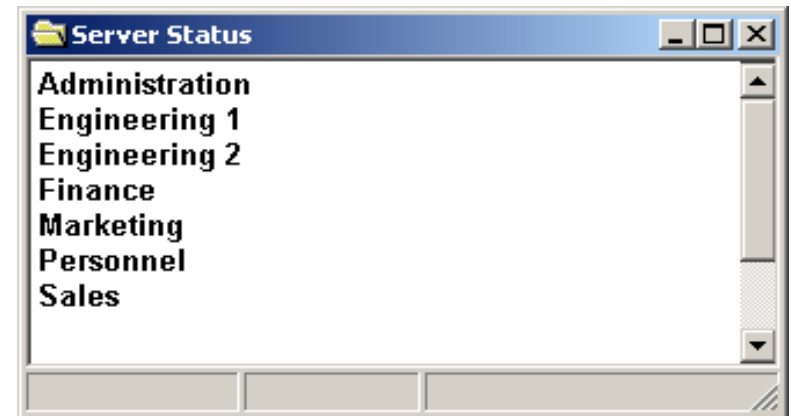 Server Status
Administration
Engineering 1
Engineering 2
Finance
Marketing
Personnel
Sales